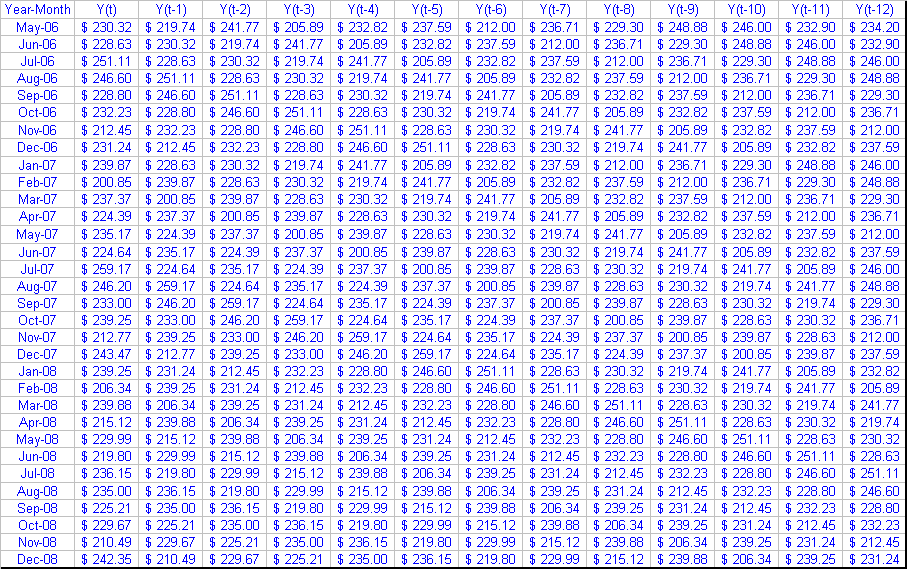 Year-Month Y(t) Y(t-1) Y(t-2) Y(t-3) Y(t-4) Y(t-5) Y(t-6) Y(t-7) Y(t-8) Y(t-9) Y(t-10) Y(t-11) Y(t-12)
May-06 $ 230.32 $ 219.74 $ 241.77 $ 205.89 $ 232.82 $ 237.59 $ 212.00 $ 236.71 $ 229.30 $ 248.88 $ 246.00 $ 232.90 $ 234.20
Jun-06 $ 228.63 $ 230.32 $ 219.74 $ 241.77 $ 205.89 $ 232.82 $ 237.59 $ 212.00 $ 236.71 $ 229.30 $ 248.88 $ 246.00 $ 232.90
Jul-06 $ 251.11 $ 228.63 $ 230.32 $ 219.74 $ 241.77 $ 205.89 $ 232.82 $ 237.59 $ 212.00 $ 236.71 $ 229.30 $ 248.88 $ 246.00
Aug-06 $ 246.60 $ 251.11 $ 228.63 $ 230.32 $ 219.74 $ 241.77 $ 205.89 $ 232.82 $ 237.59 $ 212.00 $ 236.71 $ 229.30 $ 248.88
Sep-06 $ 228.80 $ 246.60 $ 251.11 $ 228.63 $ 230.32 $ 219.74 $ 241.77 $ 205.89 $ 232.82 $ 237.59 $ 212.00 $ 236.71 $ 229.30
Oct-06 $ 232.23 $ 228.80 $ 246.60 $ 251.11 $ 228.63 $ 230.32 $ 219.74 $ 241.77 $ 205.89 $ 232.82 $ 237.59 $ 212.00 $ 236.71
Nov-06 $ 212.45 $ 232.23 $ 228.80 $ 246.60 $ 251.11 $ 228.63 $ 230.32 $ 219.74 $ 241.77 $ 205.89 $ 232.82 $ 237.59 $ 212.00
Dec-06 $ 231.24 $ 212.45 $ 232.23 $ 228.80 $ 246.60 $ 251.11 $ 228.63 $ 230.32 $ 219.74 $ 241.77 $ 205.89 $ 232.82 $ 237.59
Jan-07 $ 239.87 $ 228.63 $ 230.32 $ 219.74 $ 241.77 $ 205.89 $ 232.82 $ 237.59 $ 212.00 $ 236.71 $ 229.30 $ 248.88 $ 246.00
Feb-07 $ 200.85 $ 239.87 $ 228.63 $ 230.32 $ 219.74 $ 241.77 $ 205.89 $ 232.82 $ 237.59 $ 212.00 $ 236.71 $ 229.30 $ 248.88
Mar-07 $ 237.37 $ 200.85 $ 239.87 $ 228.63 $ 230.32 $ 219.74 $ 241.77 $ 205.89 $ 232.82 $ 237.59 $ 212.00 $ 236.71 $ 229.30
Apr-07 $ 224.39 $ 237.37 $ 200.85 $ 239.87 $ 228.63 $ 230.32 $ 219.74 $ 241.77 $ 205.89 $ 232.82 $ 237.59 $ 212.00 $ 236.71
May-07 $ 235.17 $ 224.39 $ 237.37 $ 200.85 $ 239.87 $ 228.63 $ 230.32 $ 219.74 $ 241.77 $ 205.89 $ 232.82 $ 237.59 $ 212.00
Jun-07 $ 224.64 $ 235.17 $ 224.39 $ 237.37 $ 200.85 $ 239.87 $ 228.63 $ 230.32 $ 219.74 $ 241.77 $ 205.89 $ 232.82 $ 237.59
Jul-07 $ 259.17 $ 224.64 $ 235.17 $ 224.39 $ 237.37 $ 200.85 $ 239.87 $ 228.63 $ 230.32 $ 219.74 $ 241.77 $ 205.89 $ 246.00
Aug-07 $ 246.20 $ 259.17 $ 224.64 $ 235.17 $ 224.39 $ 237.37 $ 200.85 $ 239.87 $ 228.63 $ 230.32 $ 219.74 $ 241.77 $ 248.88
Sep-07 $ 233.00 $ 246.20 $ 259.17 $ 224.64 $ 235.17 $ 224.39 $ 237.37 $ 200.85 $ 239.87 $ 228.63 $ 230.32 $ 219.74 $ 229.30
Oct-07 $ 239.25 $ 233.00 $ 246.20 $ 259.17 $ 224.64 $ 235.17 $ 224.39 $ 237.37 $ 200.85 $ 239.87 $ 228.63 $ 230.32 $ 236.71
Nov-07 $ 212.77 $ 239.25 $ 233.00 $ 246.20 $ 259.17 $ 224.64 $ 235.17 $ 224.39 $ 237.37 $ 200.85 $ 239.87 $ 228.63 $ 212.00
Dec-07 $ 243.47 $ 212.77 $ 239.25 $ 233.00 $ 246.20 $ 259.17 $ 224.64 $ 235.17 $ 224.39 $ 237.37 $ 200.85 $ 239.87 $ 237.59
Jan-08 $ 239.25 $ 231.24 $ 212.45 $ 232.23 $ 228.80 $ 246.60 $ 251.11 $ 228.63 $ 230.32 $ 219.74 $ 241.77 $ 205.89 $ 232.82
Feb-08 $ 206.34 $ 239.25 $ 231.24 $ 212.45 $ 232.23 $ 228.80 $ 246.60 $ 251.11 $ 228.63 $ 230.32 $ 219.74 $ 241.77 $ 205.89
Mar-08 $ 239.88 $ 206.34 $ 239.25 $ 231.24 $ 212.45 $ 232.23 $ 228.80 $ 246.60 $ 251.11 $ 228.63 $ 230.32 $ 219.74 $ 241.77
Apr-08 $ 215.12 $ 239.88 $ 206.34 $ 239.25 $ 231.24 $ 212.45 $ 232.23 $ 228.80 $ 246.60 $ 251.11 $ 228.63 $ 230.32 $ 219.74
May-08 $ 229.99 $ 215.12 $ 239.88 $ 206.34 $ 239.25 $ 231.24 $ 212.45 $ 232.23 $ 228.80 $ 246.60 $ 251.11 $ 228.63 $ 230.32
Jun-08 $ 219.80 $ 229.99 $ 215.12 $ 239.88 $ 206.34 $ 239.25 $ 231.24 $ 212.45 $ 232.23 $ 228.80 $ 246.60 $ 251.11 $ 228.63
Jul-08 $ 236.15 $ 219.80 $ 229.99 $ 215.12 $ 239.88 $ 206.34 $ 239.25 $ 231.24 $ 212.45 $ 232.23 $ 228.80 $ 246.60 $ 251.11
Aug-08 $ 235.00 $ 236.15 $ 219.80 $ 229.99 $ 215.12 $ 239.88 $ 206.34 $ 239.25 $ 231.24 $ 212.45 $ 232.23 $ 228.80 $ 246.60
Sep-08 $ 225.21 $ 235.00 $ 236.15 $ 219.80 $ 229.99 $ 215.12 $ 239.88 $ 206.34 $ 239.25 $ 231.24 $ 212.45 $ 232.23 $ 228.80
Oct-08 $ 229.67 $ 225.21 $ 235.00 $ 236.15 $ 219.80 $ 229.99 $ 215.12 $ 239.88 $ 206.34 $ 239.25 $ 231.24 $ 212.45 $ 232.23
Nov-08 $ 210.49 $ 229.67 $ 225.21 $ 235.00 $ 236.15 $ 219.80 $ 229.99 $ 215.12 $ 239.88 $ 206.34 $ 239.25 $ 231.24 $ 212.45
Dec-08 $ 242.35 $ 210.49 $ 229.67 $ 225.21 $ 235.00 $ 236.15 $ 219.80 $ 229.99 $ 215.12 $ 239.88 $ 206.34 $ 239.25 $ 231.24